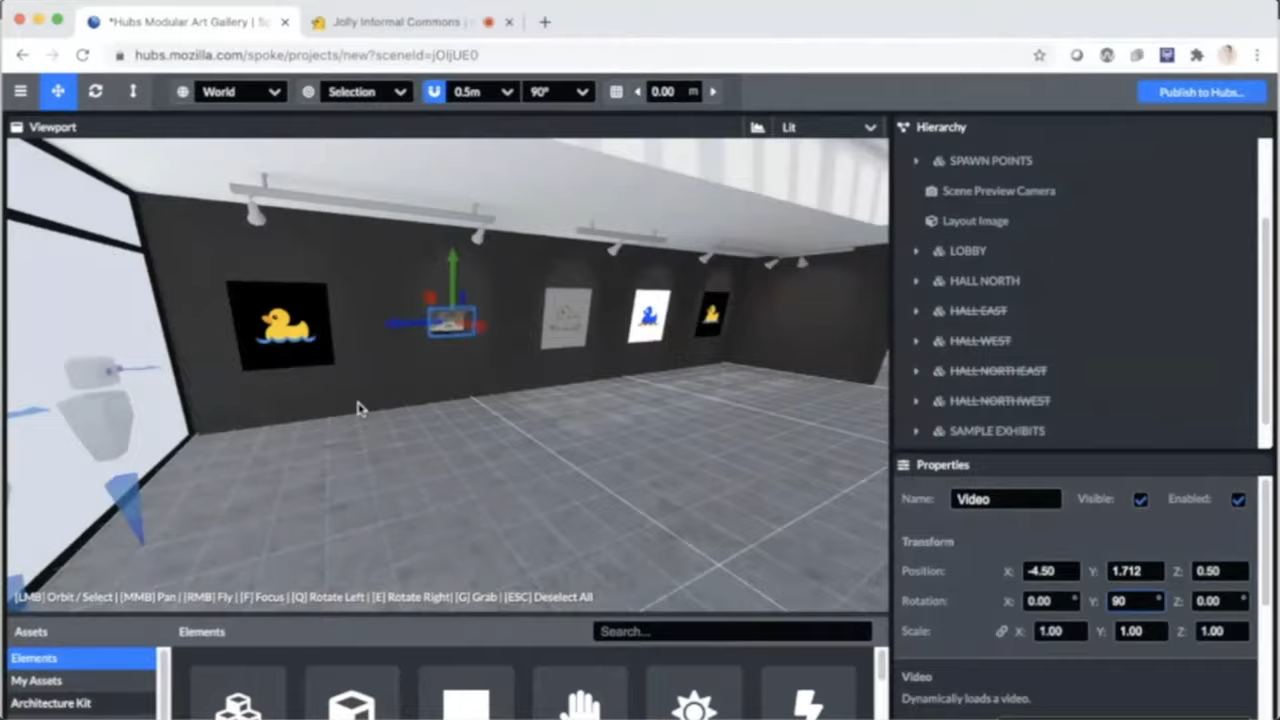 *Hubs Modular Art Gallery | Sp
Jolly Informal Commons |
hubs.mozilla.com/spoke/projects/new?sceneId=jOljUE0
World
Selection
0.5m
90°
0.00 m
Publish to Hubs...
Viewport
Lit
Hierarchy
SPAWN POINTS
Scene Preview Camera
Layout Image
LOBBY
HALL NORTH
HALL EAST
HALL WEST
HALL NORTHEAST
HALL NORTHWEST
SAMPLE EXHIBITS
Properties
Name: Video Visible: Enabled:
Transform
Position: X: -4.50 Y: 1.712 Z: 0.50
Rotation: X: 0.00 ° Y: 90 ° Z: 0.00 °
Scale: X: 1.00 Y: 1.00 Z: 1.00
Video
Dynamically loads a video.
[LMB] Orbit / Select | [MMB] Pan | [RMB] Fly | [F] Focus | [Q] Rotate Left | [E] Rotate Right | [G] Grab | [ESC] Deselect All
Assets
Elements
Search...
Elements
My Assets
Architecture Kit